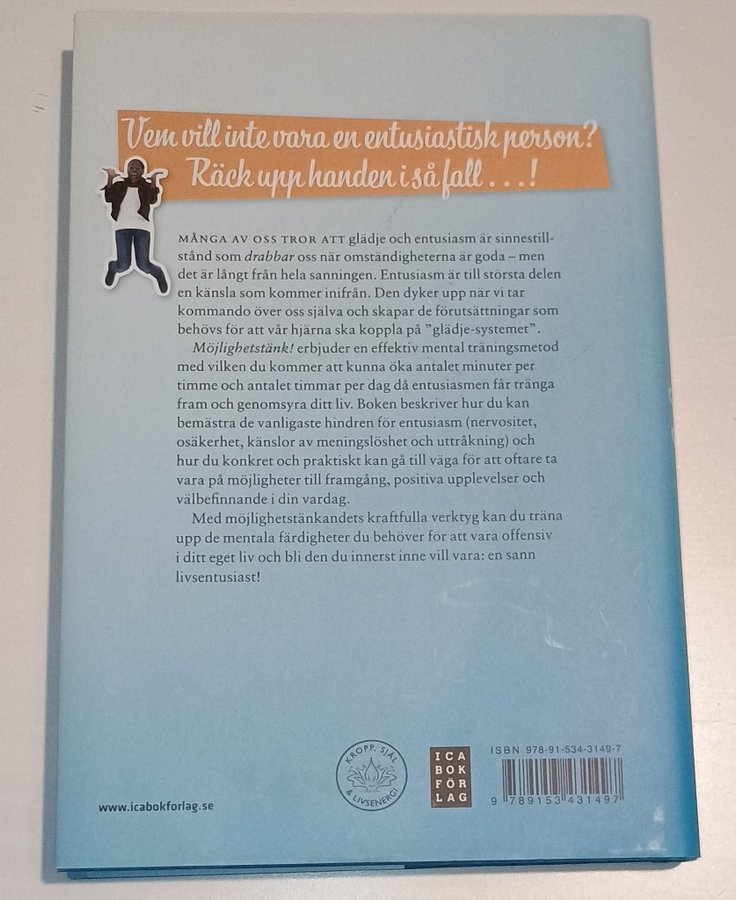 Vem vill inte vara en entusiastisk person?
Räck upp handen i så fall . . . !
MÅNGA AV OSS TROR ATT glädje och entusiasm är sinnestill-
stånd som drabbar oss när omständigheterna är goda – men
det är långt från hela sanningen. Entusiasm är till största delen
en känsla som kommer inifrån. Den dyker upp när vi tar
kommando över oss själva och skapar de förutsättningar som
behövs för att vår hjärna ska koppla på ”glädje-systemet”.
Möjlighetstänk! erbjuder en effektiv mental träningsmetod
med vilken du kommer att kunna öka antalet minuter per
timme och antalet timmar per dag då entusiasmen får tränga
fram och genomsyra ditt liv. Boken beskriver hur du kan
bemästra de vanligaste hindren för entusiasm (nervositet,
osäkerhet, känslor av meningslöshet och uttråkning) och
hur du konkret och praktiskt kan gå till väga för att oftare ta
vara på möjligheter till framgång, positiva upplevelser och
välbefinnande i din vardag.
Med möjlighetstänkandets kraftfulla verktyg kan du träna
upp de mentala färdigheter du behöver för att vara offensiv
i ditt eget liv och bli den du innerst inne vill vara: en sann
livsentusiast!
www.icabokforlag.se
KROPP, SJÄL
& LIVSENERGI
ICA
BOK
FÖR
LAG
ISBN 978-91-534-3149-7
9 789153 431497